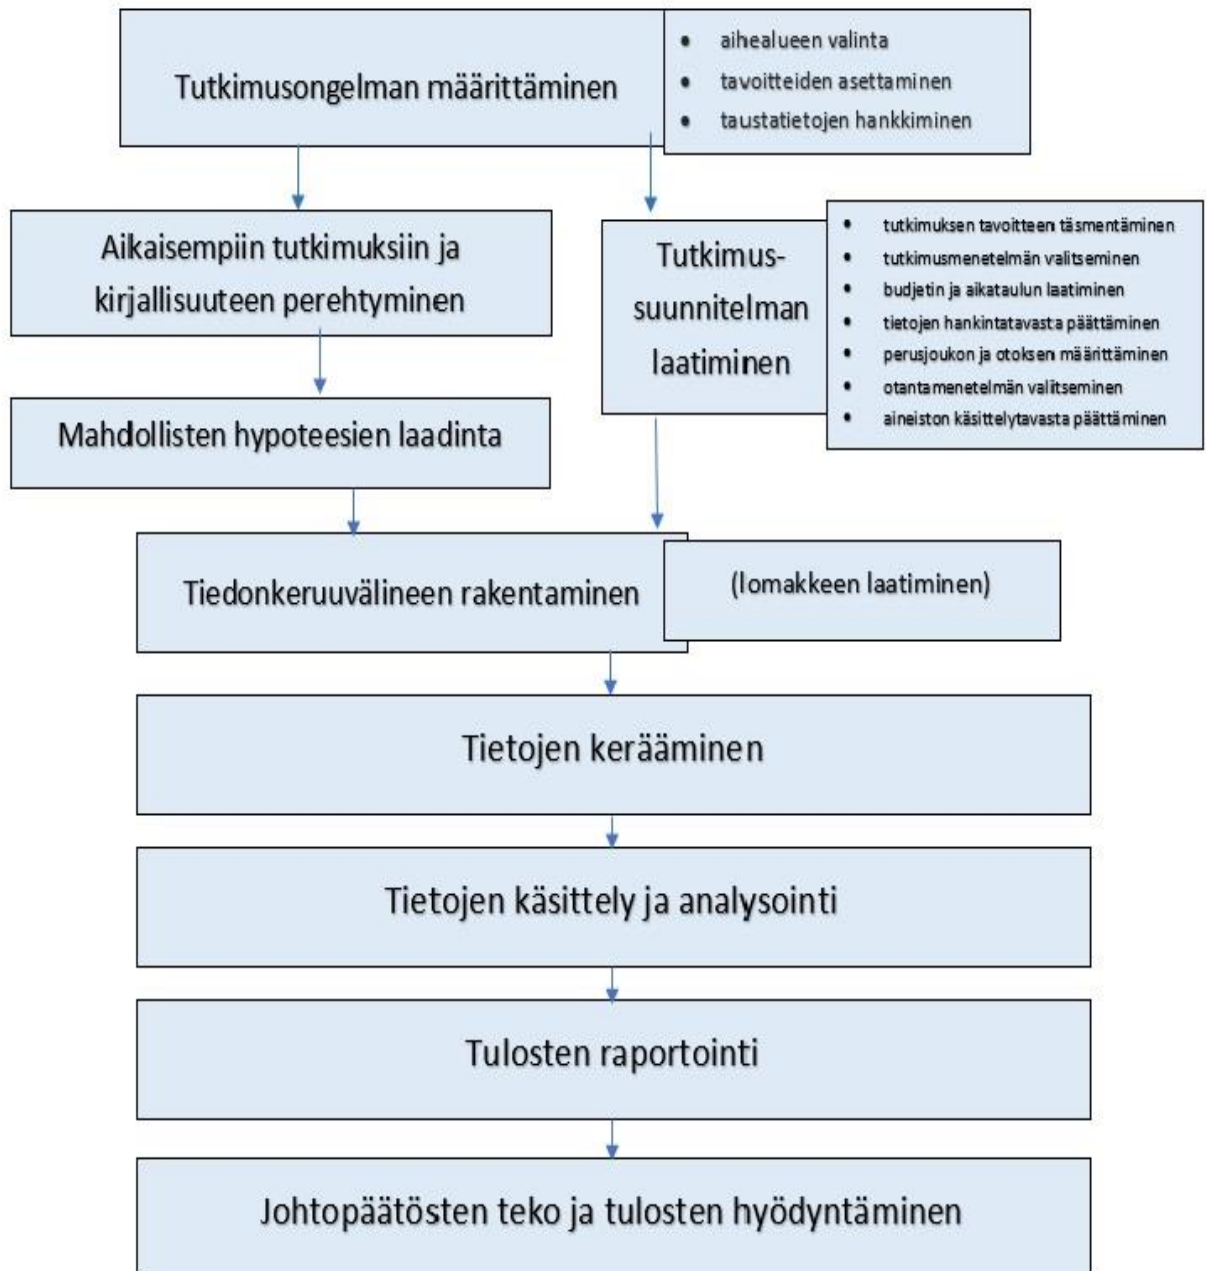 Tutkimusongelman määrittäminen
• aihealueen valinta
• tavoitteiden asettaminen
• taustatietojen hankkiminen
Aikaisempiin tutkimuksiin ja
kirjallisuuteen perehtyminen
Tutkimus-
suunnitelman
laatiminen
• tutkimuksen tavoitteen täsmentäminen
• tutkimusmenetelmän valitseminen
• budjetin ja aikataulun laatiminen
• tietojen hankintatavasta päättäminen
• perusjoukon ja otoksen määrittäminen
• otantamenetelmän valitseminen
• aineiston käsittelytavasta päättäminen
Mahdollisten hypoteesien laadinta
Tiedonkeruuvälineen rakentaminen
(lomakkeen laatiminen)
Tietojen kerääminen
Tietojen käsittely ja analysointi
Tulosten raportointi
Johtopäätösten teko ja tulosten hyödyntäminen